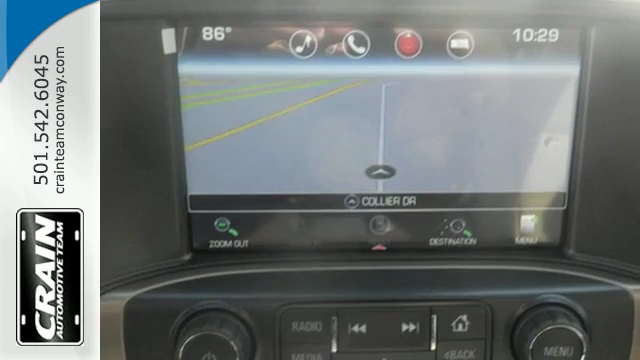 501.542.6045
crainteamconway.com
CRAIN
AUTOMOTIVE TEAM
86°
10:29
COLLIER DR
ZOOM OUT
DESTINATION
MENU
RADIO
MEDIA
<BACK
MENU